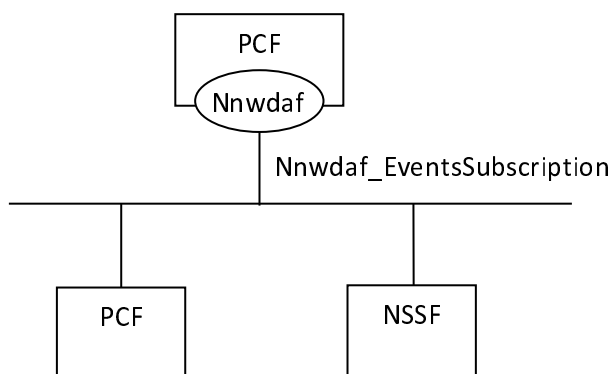 PCF
Nnwdaf
Nnwdaf_EventsSubscription
PCF
NSSF